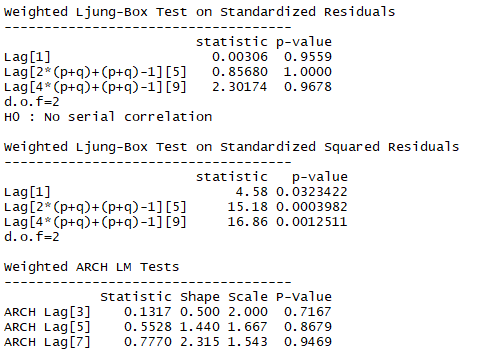 Weighted Ljung-Box Test on Standardized Residuals
------------------------------------
                        statistic p-value
Lag[1]                    0.00306  0.9559
Lag[2*(p+q)+(p+q)-1][5]   0.85680  1.0000
Lag[4*(p+q)+(p+q)-1][9]   2.30174  0.9678
d.o.f=2
H0 : No serial correlation

Weighted Ljung-Box Test on Standardized Squared Residuals
------------------------------------
                        statistic   p-value
Lag[1]                       4.58 0.0323422
Lag[2*(p+q)+(p+q)-1][5]     15.18 0.0003982
Lag[4*(p+q)+(p+q)-1][9]     16.86 0.0012511
d.o.f=2

Weighted ARCH LM Tests
------------------------------------
            Statistic Shape Scale P-Value
ARCH Lag[3]    0.1317 0.500 2.000  0.7167
ARCH Lag[5]    0.5528 1.440 1.667  0.8679
ARCH Lag[7]    0.7770 2.315 1.543  0.9469